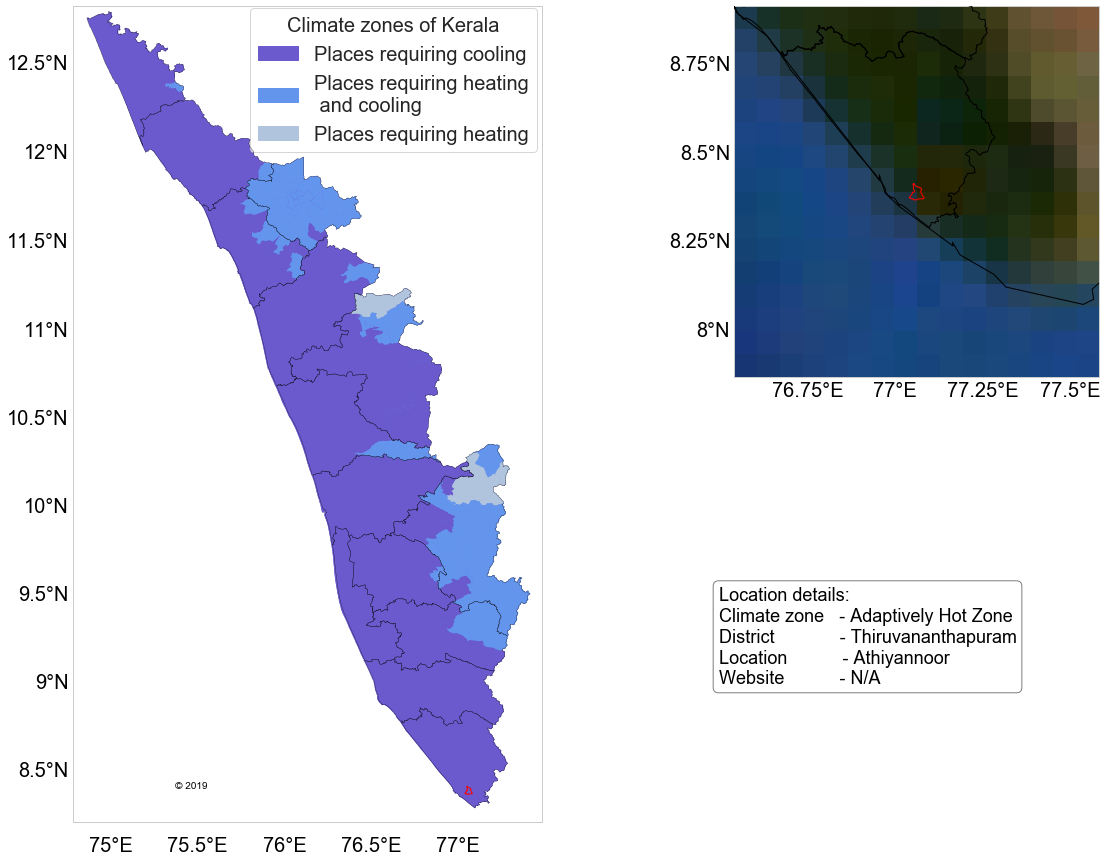 Climate zones of Kerala
Places requiring cooling
Places requiring heating
and cooling
Places requiring heating
12.5°N
12°N
11.5°N
11°N
10.5°N
10°N
9.5°N
9°N
8.5°N
© 2019
75°E 75.5°E 76°E 76.5°E 77°E
8.75°N
8.5°N
8.25°N
8°N
76.75°E 77°E 77.25°E 77.5°E
Location details:
Climate zone - Adaptively Hot Zone
District - Thiruvananthapuram
Location - Athiyannoor
Website - N/A